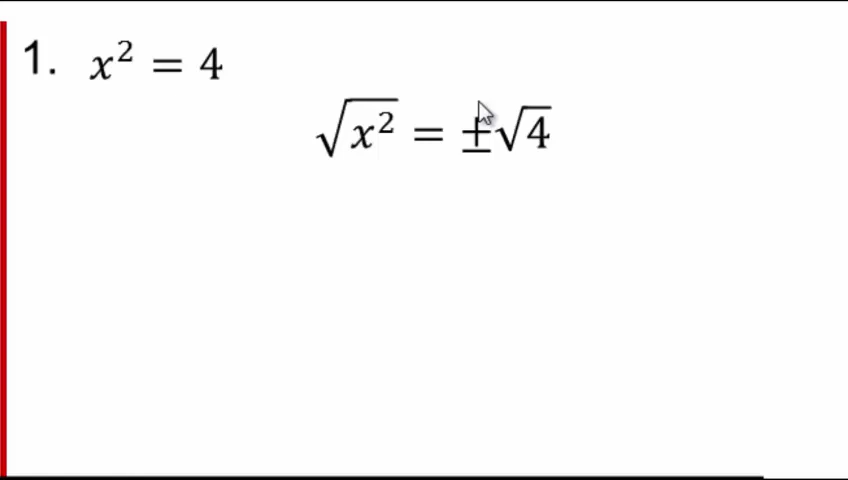 1. x² = 4
√x² = ±√4